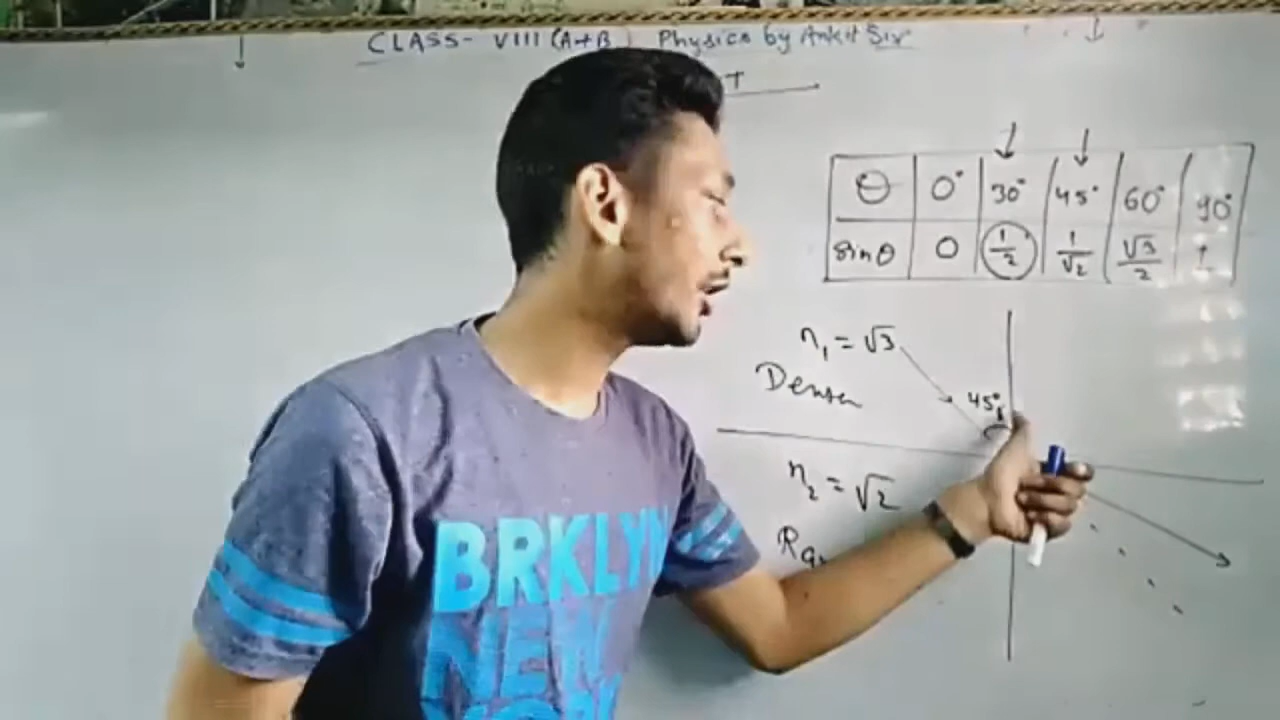 CLASS- VIII (A+B) Physics by Ankit Sir
T
θ 0° 30° 45° 60° 90°
sinθ 0 1/2 1/√2 √3/2 1
n₁ = √3
Denser
45°
n₂ = √2
BRKLYN
NEW